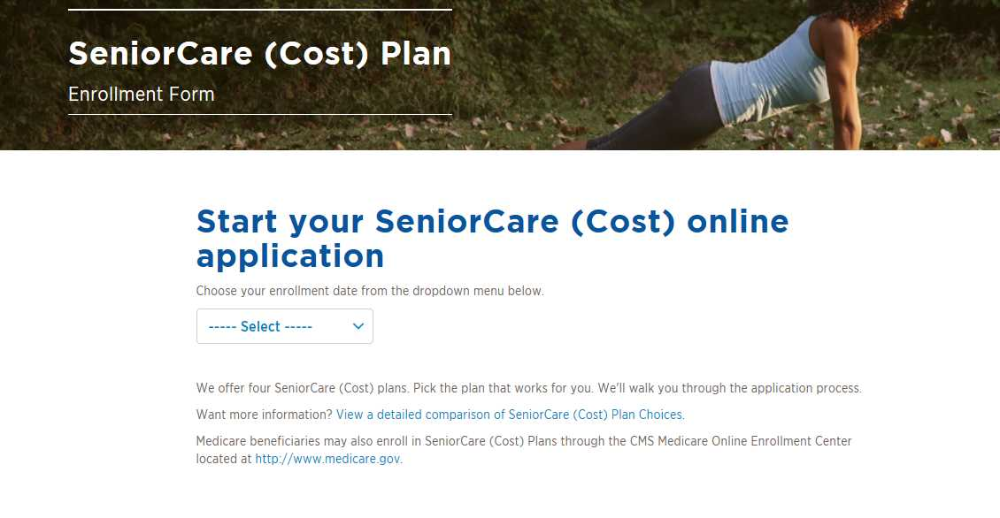 SeniorCare (Cost) Plan
Enrollment Form
Start your SeniorCare (Cost) online
application
Choose your enrollment date from the dropdown menu below.
----- Select -----
We offer four SeniorCare (Cost) plans. Pick the plan that works for you. We'll walk you through the application process.
Want more information? View a detailed comparison of SeniorCare (Cost) Plan Choices.
Medicare beneficiaries may also enroll in SeniorCare (Cost) Plans through the CMS Medicare Online Enrollment Center
located at http://www.medicare.gov.